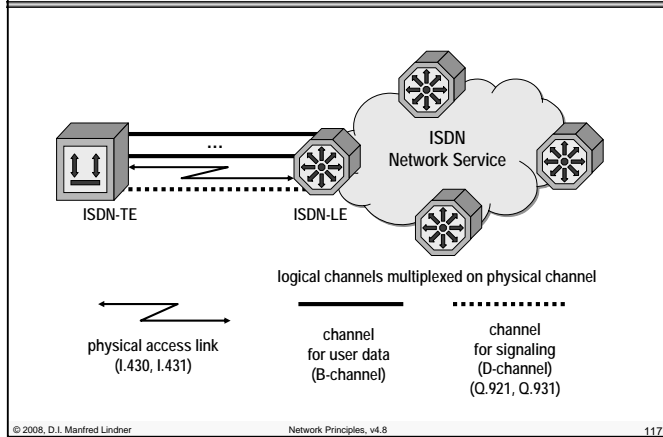 ...
ISDN
Network Service
ISDN-TE
ISDN-LE
logical channels multiplexed on physical channel
physical access link
(I.430, I.431)
channel
for user data
(B-channel)
channel
for signaling
(D-channel)
(Q.921, Q.931)
© 2008, D.I. Manfred Lindner
Network Principles, v4.8
117